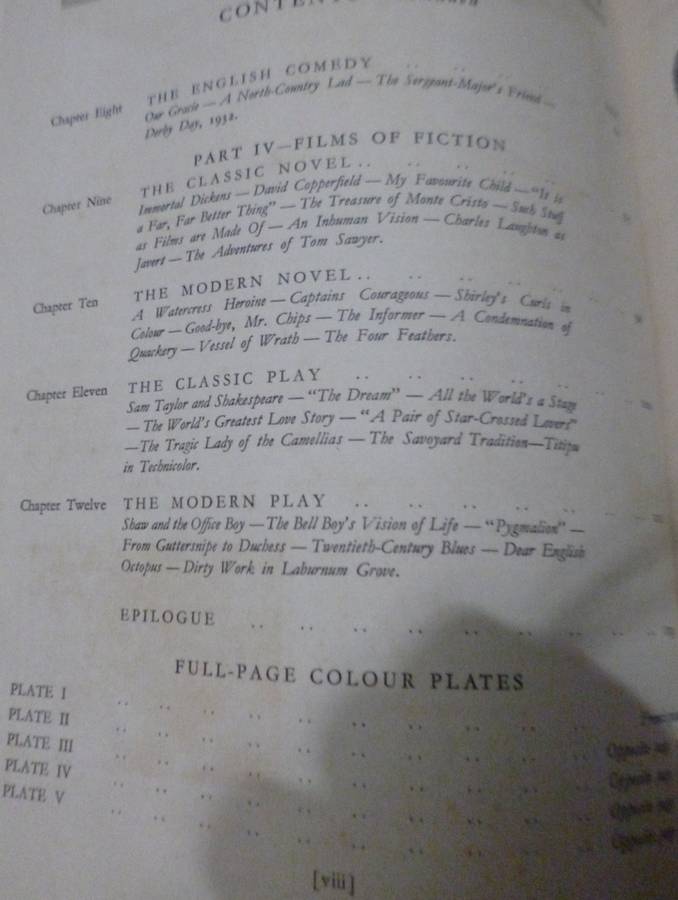 CONTENTS
Chapter Eight THE ENGLISH COMEDY .. .. ..
Our Gracie — A North-Country Lad — The Sergeant-Major's Friend —
Derby Day, 1932.
PART IV—FILMS OF FICTION
Chapter Nine THE CLASSIC NOVEL .. .. .. ..
Immortal Dickens — David Copperfield — My Favourite Child — "It is
a Far, Far Better Thing" — The Treasure of Monte Cristo — Such Stuff
as Films are Made Of — An Inhuman Vision — Charles Laughton as
Javert — The Adventures of Tom Sawyer.
Chapter Ten THE MODERN NOVEL .. .. .. ..
A Watercress Heroine — Captains Courageous — Shirley's Curls in
Colour — Good-bye, Mr. Chips — The Informer — A Condemnation of
Quackery — Vessel of Wrath — The Four Feathers.
Chapter Eleven THE CLASSIC PLAY .. .. .. .. ..
Sam Taylor and Shakespeare — "The Dream" — All the World's a Stage
— The World's Greatest Love Story — "A Pair of Star-Crossed Lovers"
—The Tragic Lady of the Camellias — The Savoyard Tradition—Titipu
in Technicolor.
Chapter Twelve THE MODERN PLAY .. .. .. .. ..
Shaw and the Office Boy — The Bell Boy's Vision of Life — "Pygmalion" —
From Guttersnipe to Duchess — Twentieth-Century Blues — Dear English
Octopus — Dirty Work in Laburnum Grove.
EPILOGUE .. .. .. .. .. .. .. ..
FULL-PAGE COLOUR PLATES
PLATE I .. .. .. .. .. .. .. ..
PLATE II .. .. .. .. .. .. .. .. Opposite
PLATE III .. .. .. .. .. .. .. .. Opposite
PLATE IV .. .. .. .. .. .. .. .. Opposite
PLATE V .. .. .. .. .. .. .. .. Opposite
[viii]